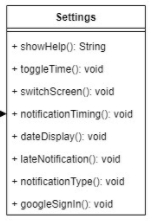 Settings
+ showHelp(): String
+ toggleTime(): void
+ switchScreen(): void
+ notificationTiming(): void
+ dateDisplay(): void
+ lateNotification(): void
+ notificationType(): void
+ googleSignIn(): void